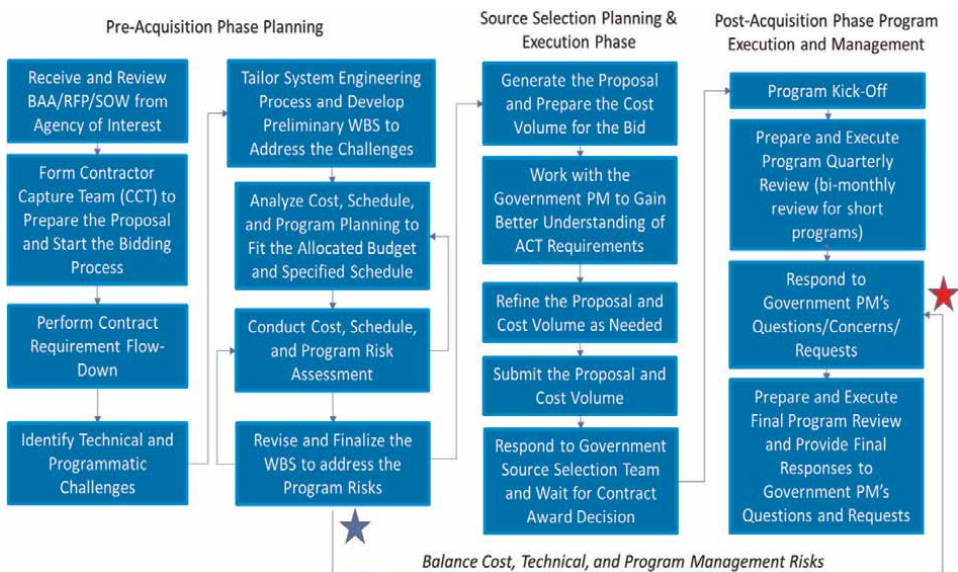 Pre-Acquisition Phase Planning
Receive and Review
BAA/RFP/SOW from
Agency of Interest
Form Contractor
Capture Team (CCT) to
Prepare the Proposal
and Start the Bidding
Process
Perform Contract
Requirement Flow-
Down
Identify Technical and
Programmatic
Challenges
Tailor System Engineering
Process and Develop
Preliminary WBS to
Address the Challenges
Analyze Cost, Schedule,
and Program Planning to
Fit the Allocated Budget
and Specified Schedule
Conduct Cost, Schedule,
and Program Risk
Assessment
Revise and Finalize the
WBS to address the
Program Risks
Source Selection Planning &
Execution Phase
Generate the Proposal
and Prepare the Cost
Volume for the Bid
Work with the
Government PM to Gain
Better Understanding of
ACT Requirements
Refine the Proposal and
Cost Volume as Needed
Submit the Proposal and
Cost Volume
Respond to Government
Source Selection Team
and Wait for Contract
Award Decision
Post-Acquisition Phase Program
Execution and Management
Program Kick-Off
Prepare and Execute
Program Quarterly
Review (bi-monthly
review for short
programs)
Respond to
Government PM's
Questions/Concerns/
Requests
Prepare and Execute
Final Program Review
and Provide Final
Responses to
Government PM's
Questions and Requests
Balance Cost, Technical, and Program Management Risks